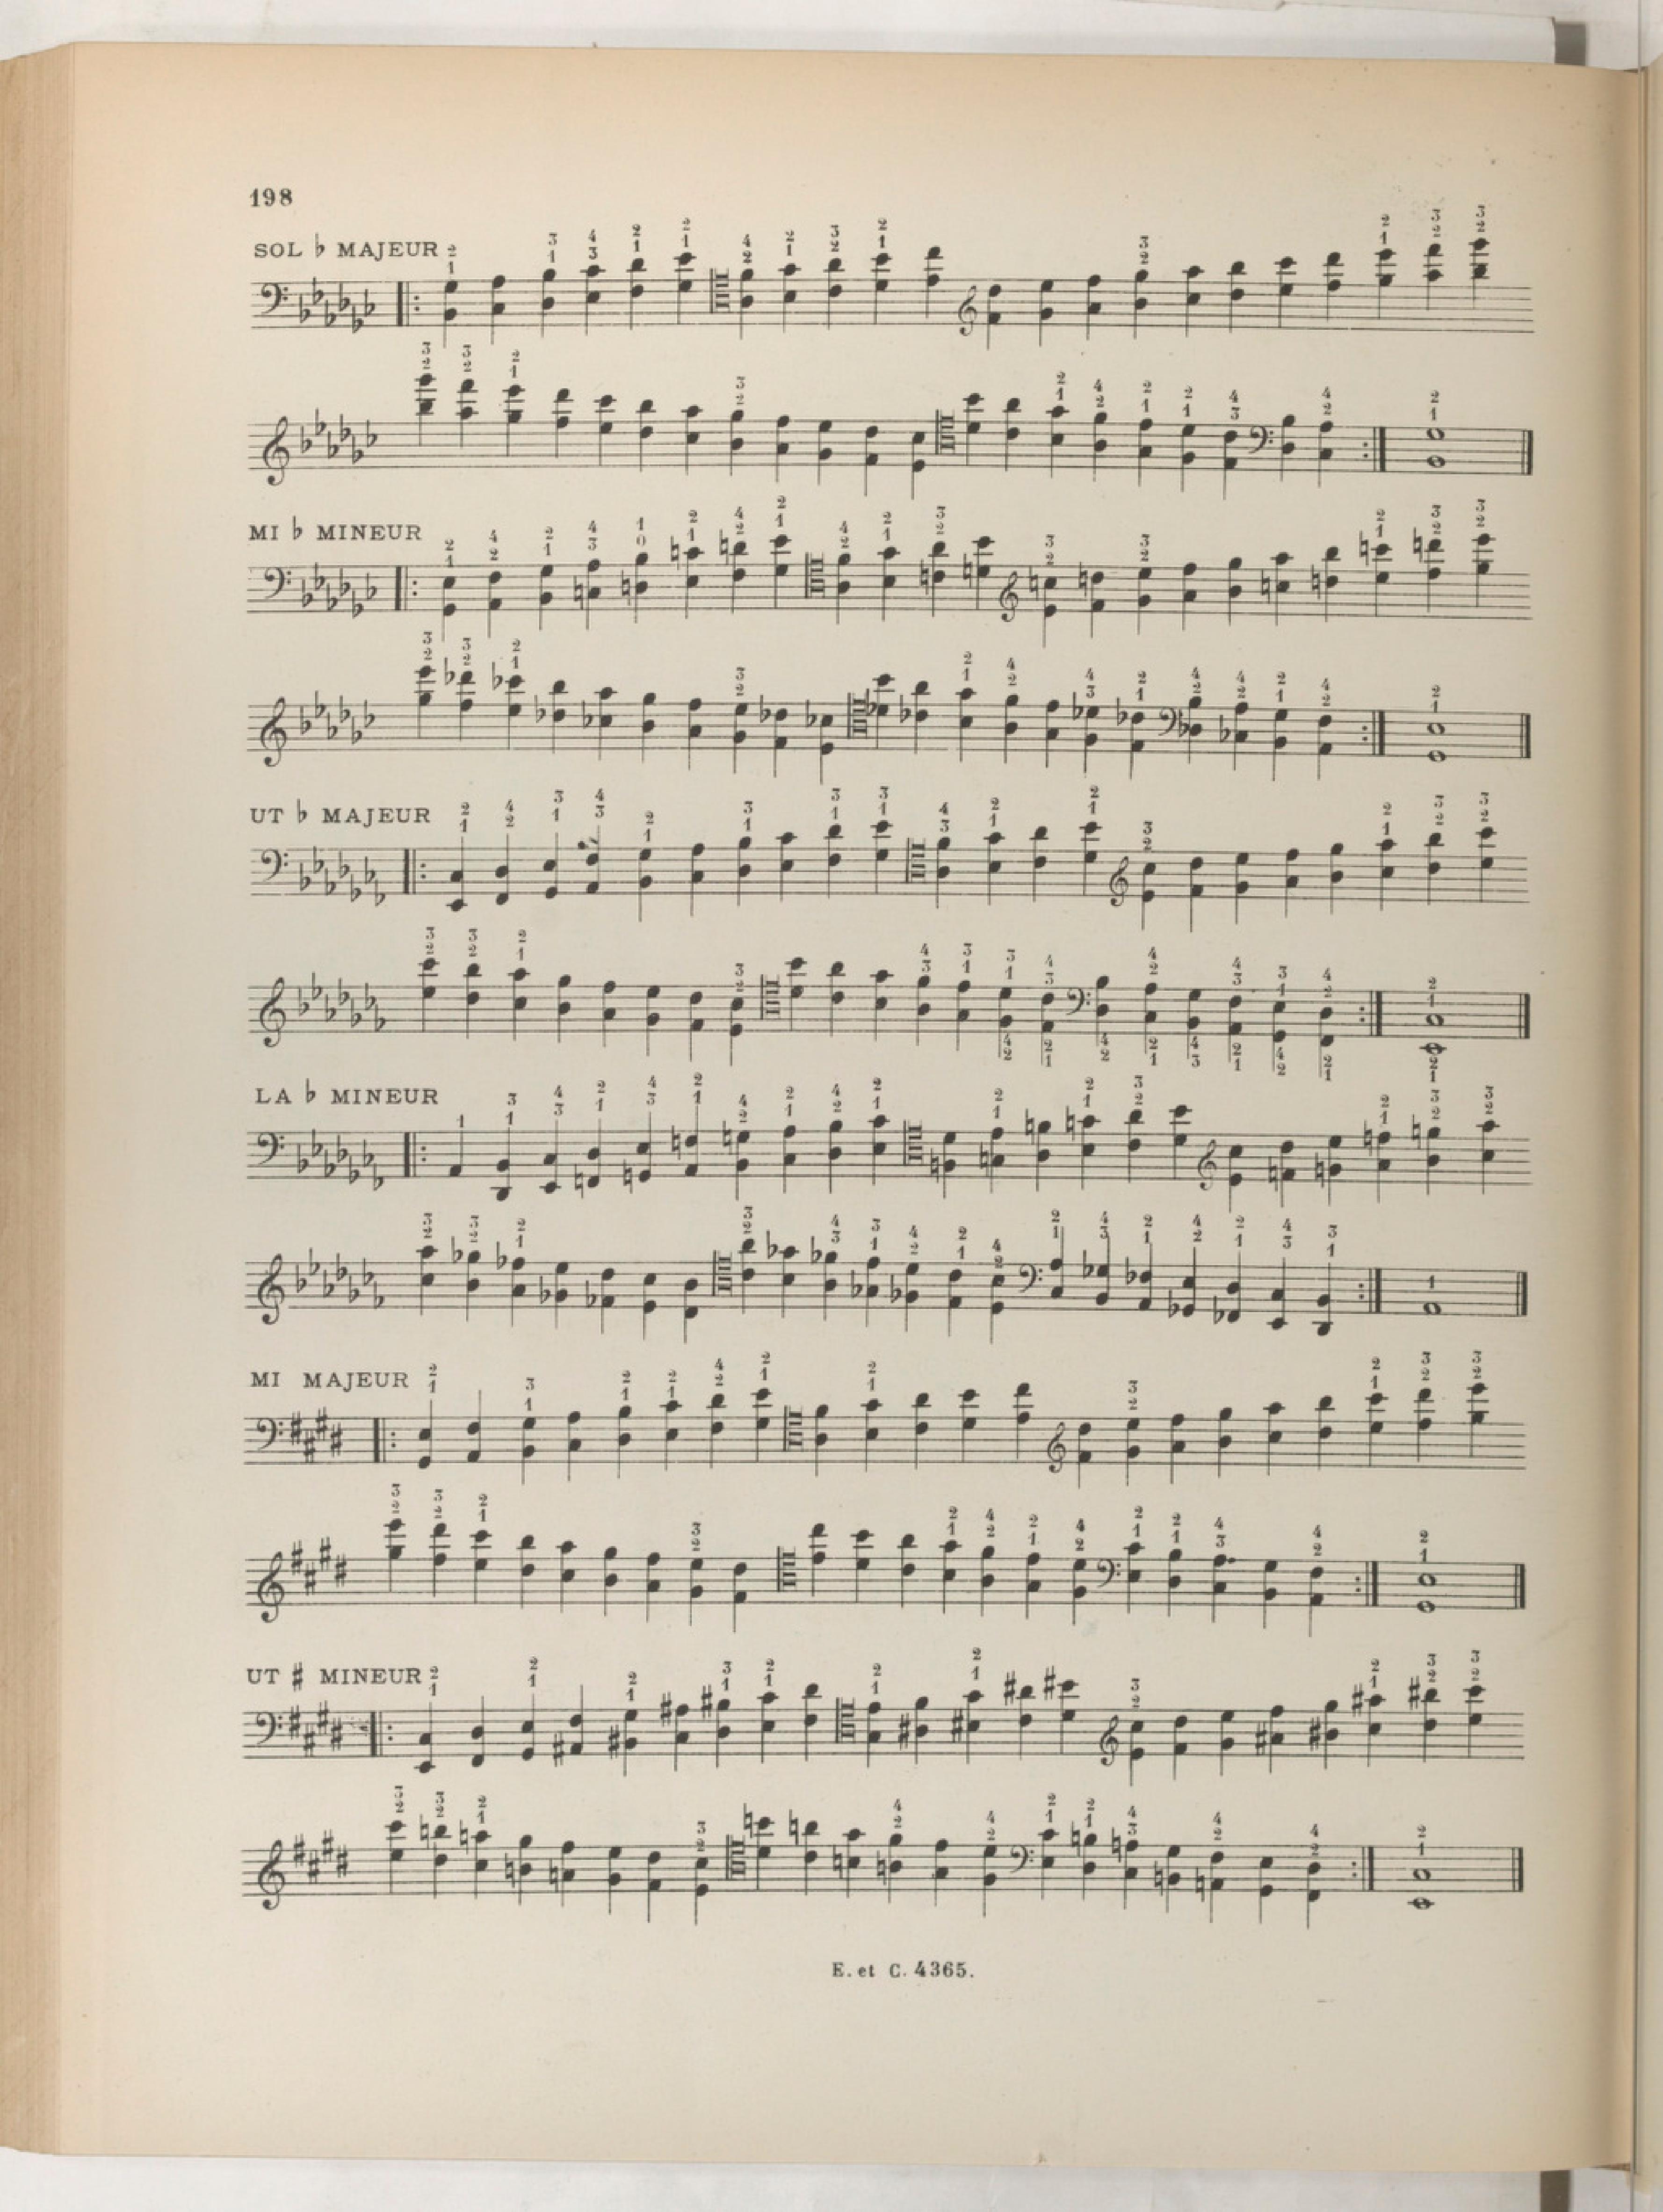 198
SOL ♭ MAJEUR
MI ♭ MINEUR
UT ♭ MAJEUR
LA ♭ MINEUR
MI MAJEUR
UT ♯ MINEUR
E. et C. 4365.